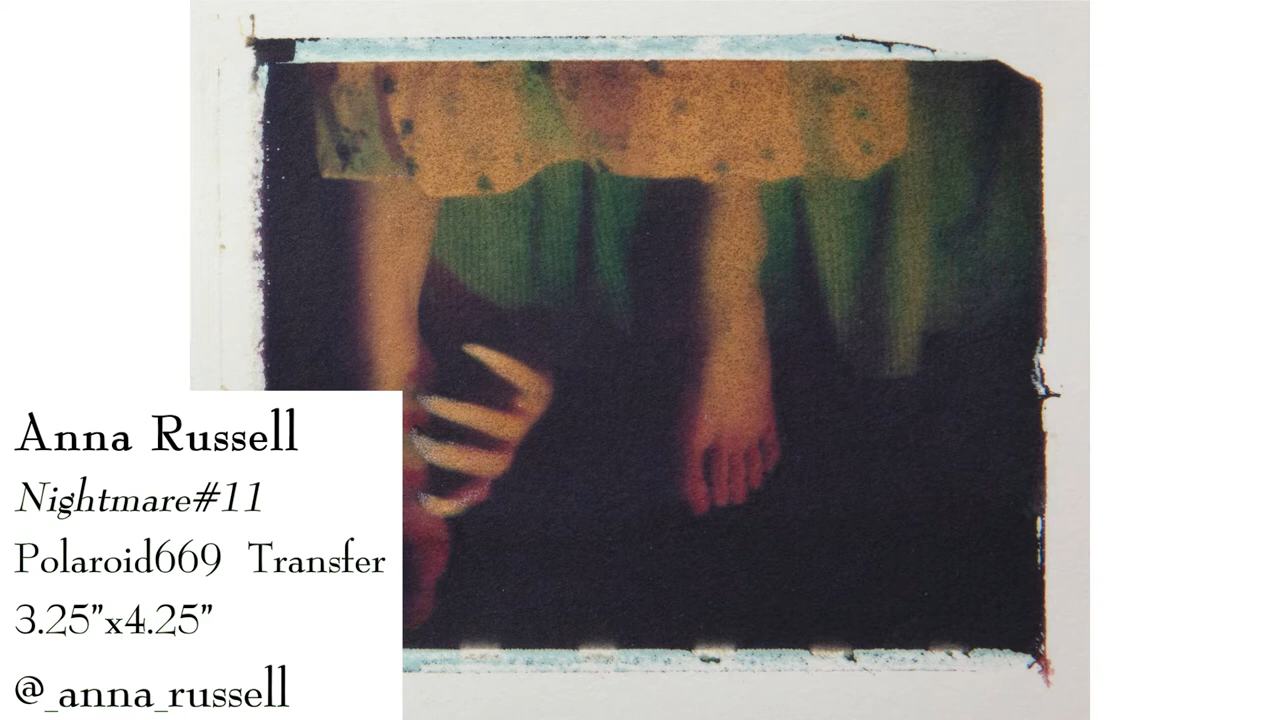 Anna Russell
Nightmare#11
Polaroid669 Transfer
3.25"x4.25"
@_anna_russell